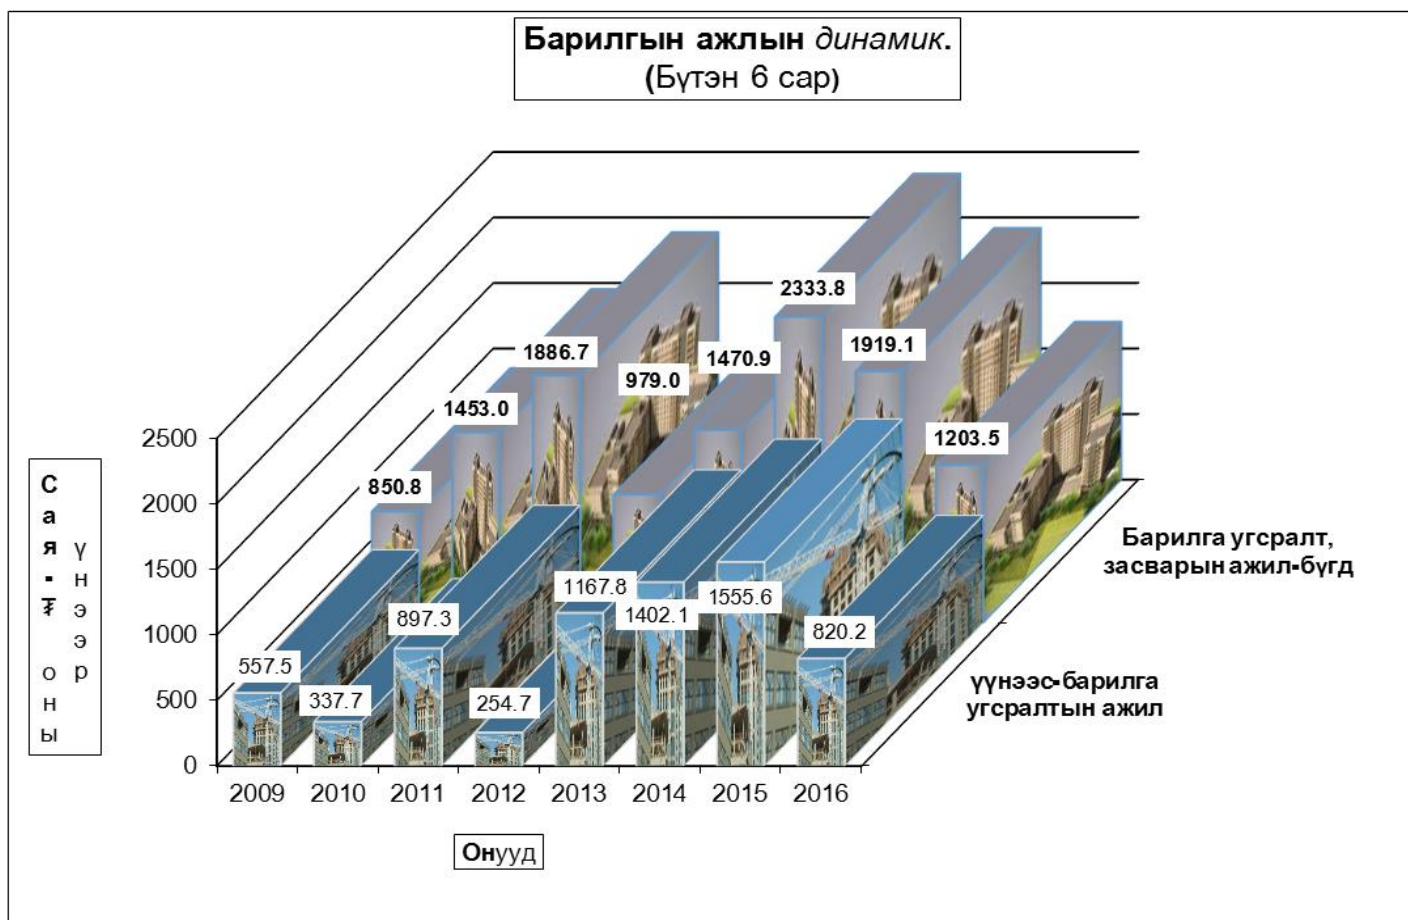 Барилгын ажлын динамик.
(Бүтэн 6 сар)
2333.8
1886.7
1470.9
1919.1
979.0
1453.0
1203.5
850.8
2500
2000
1500
1000
500
0
Сая-₮ оны
үнээр
1167.8
1402.1
1555.6
897.3
820.2
557.5
337.7
254.7
Барилга угсралт,
засварын ажил-бүгд
үүнээс-барилга
угсралтын ажил
2009 2010 2011 2012 2013 2014 2015 2016
Онууд